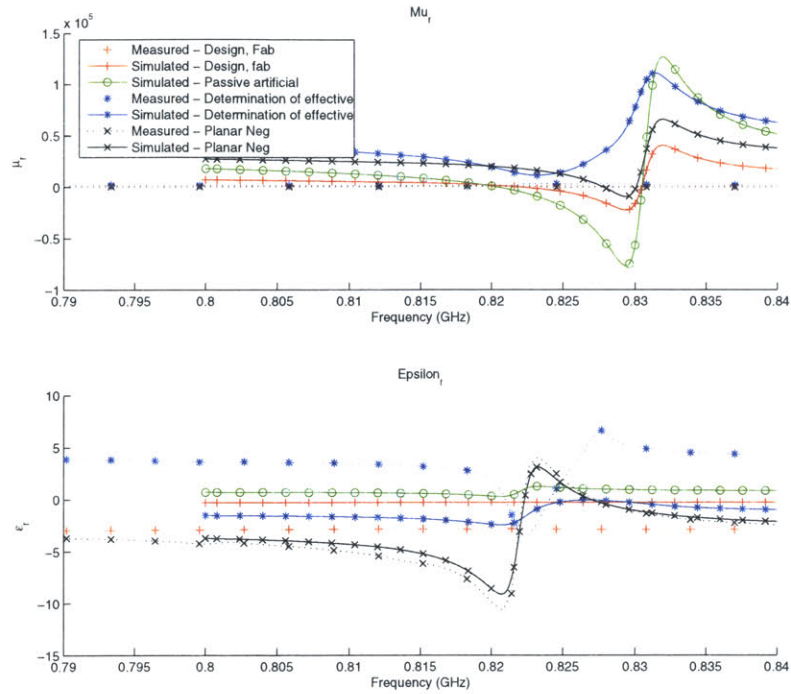 Mu_r
x 10^5
1.5
1
0.5
0
-0.5
-1
μ_r
Measured – Design, Fab
Simulated – Design, fab
Simulated – Passive artificial
Measured – Determination of effective
Simulated – Determination of effective
Measured – Planar Neg
Simulated – Planar Neg
0.79 0.795 0.8 0.805 0.81 0.815 0.82 0.825 0.83 0.835 0.84
Frequency (GHz)
Epsilon_r
10
5
0
-5
-10
-15
ε_r
0.79 0.795 0.8 0.805 0.81 0.815 0.82 0.825 0.83 0.835 0.84
Frequency (GHz)